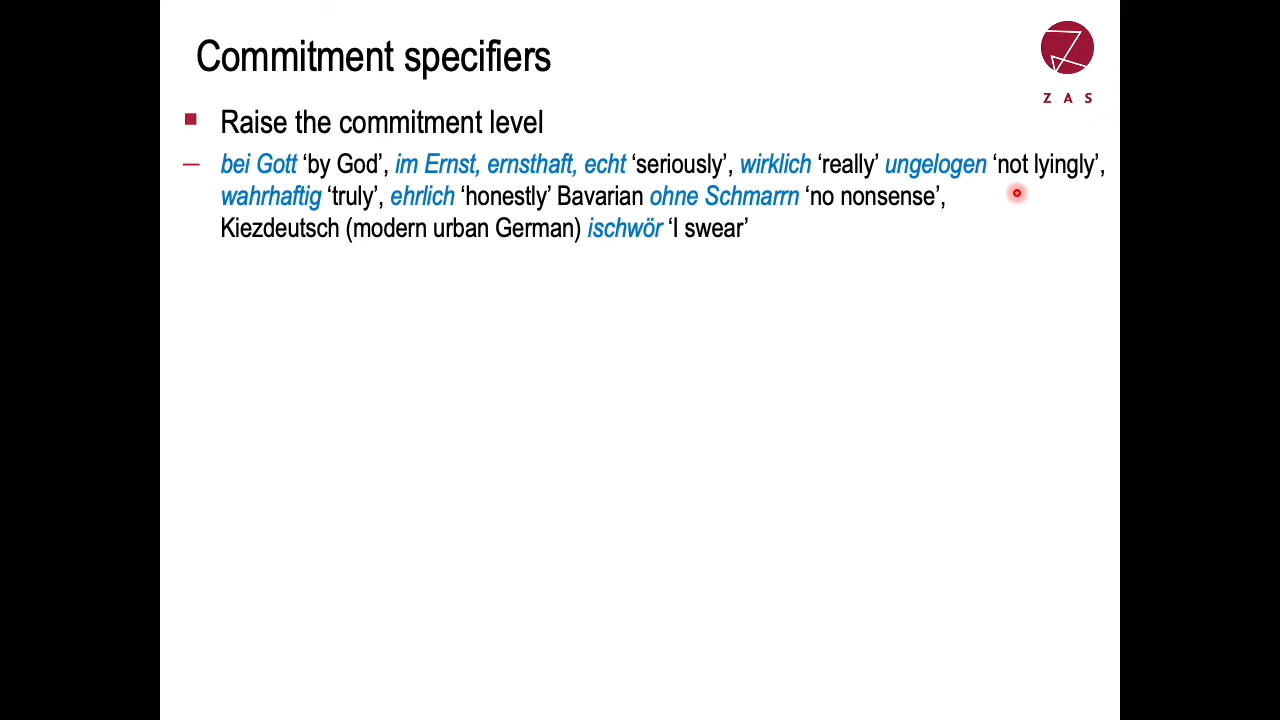 Commitment specifiers
Z A S
Raise the commitment level
– bei Gott ‘by God’, im Ernst, ernsthaft, echt ‘seriously’, wirklich ‘really’ ungelogen ‘not lyingly’,
wahrhaftig ‘truly’, ehrlich ‘honestly’ Bavarian ohne Schmarrn ‘no nonsense’,
Kiezdeutsch (modern urban German) ischwör ‘I swear’